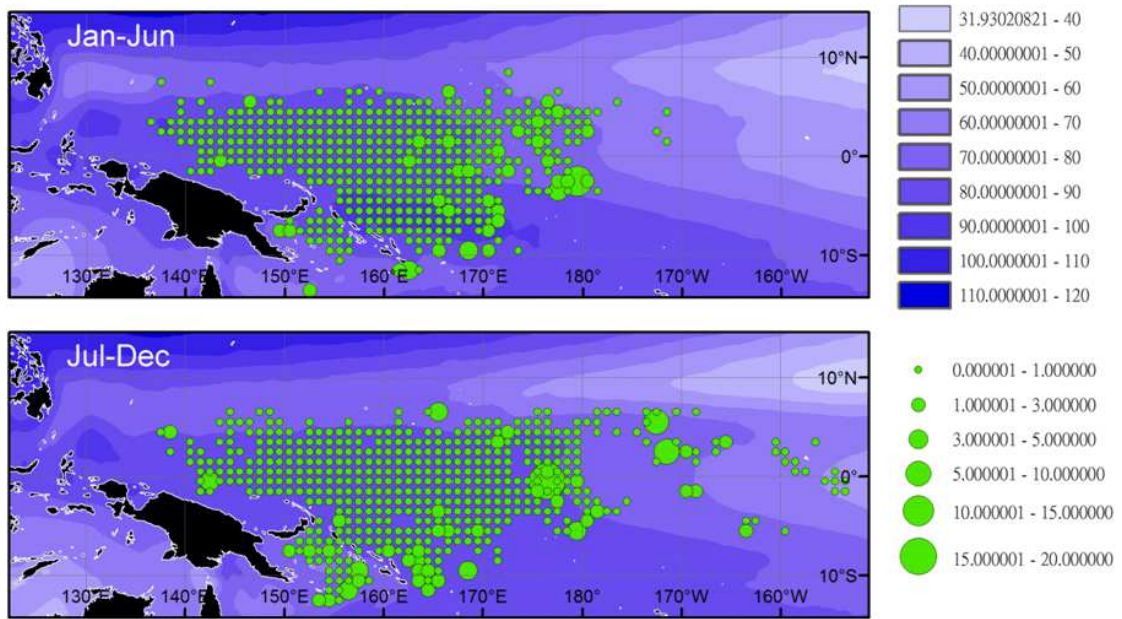 Jan-Jun
10°N
0°
10°S
130°E 140°E 150°E 160°E 170°E 180° 170°W 160°W
Jul-Dec
10°N
0°
10°S
130°E 140°E 150°E 160°E 170°E 180° 170°W 160°W
31.93020821 - 40
40.00000001 - 50
50.00000001 - 60
60.00000001 - 70
70.00000001 - 80
80.00000001 - 90
90.00000001 - 100
100.0000001 - 110
110.0000001 - 120
0.000001 - 1.000000
1.000001 - 3.000000
3.000001 - 5.000000
5.000001 - 10.000000
10.000001 - 15.000000
15.000001 - 20.000000